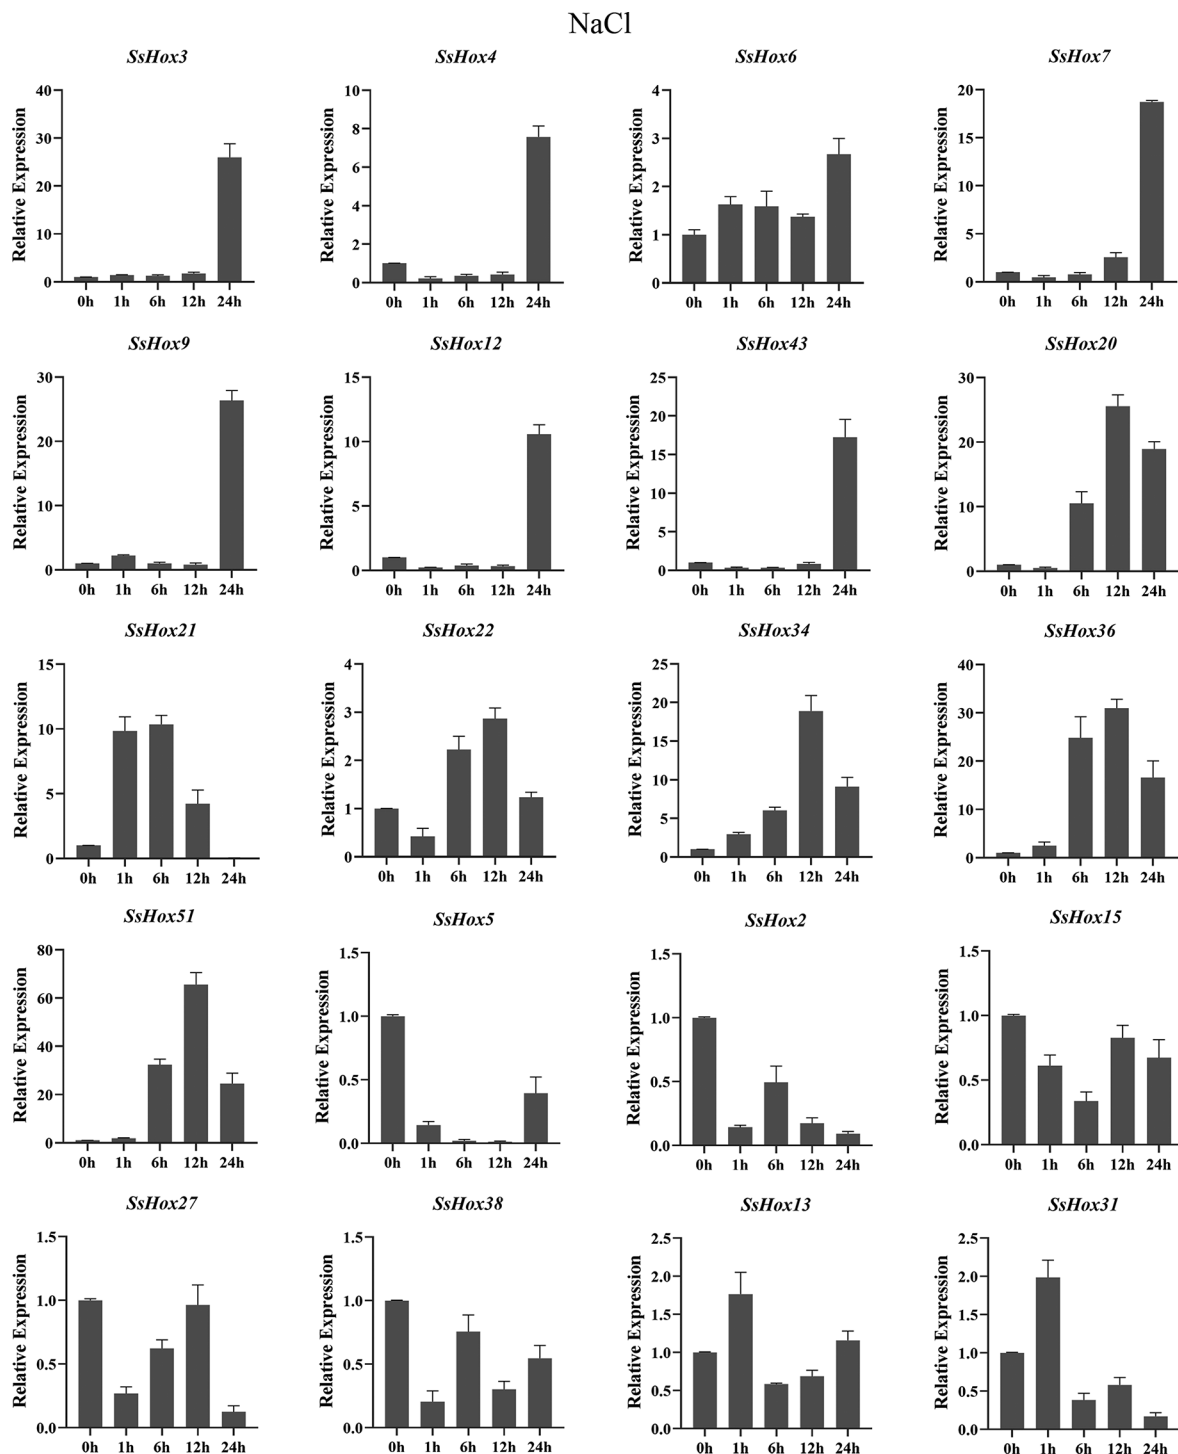 NaCl
SsHox3
Relative Expression
40
30
20
10
0
0h 1h 6h 12h 24h
SsHox4
Relative Expression
10
8
6
4
2
0
0h 1h 6h 12h 24h
SsHox6
Relative Expression
4
3
2
1
0
0h 1h 6h 12h 24h
SsHox7
Relative Expression
20
15
10
5
0
0h 1h 6h 12h 24h
SsHox9
Relative Expression
30
20
10
0
0h 1h 6h 12h 24h
SsHox12
Relative Expression
15
10
5
0
0h 1h 6h 12h 24h
SsHox43
Relative Expression
25
20
15
10
5
0
0h 1h 6h 12h 24h
SsHox20
Relative Expression
30
20
10
0
0h 1h 6h 12h 24h
SsHox21
Relative Expression
15
10
5
0
0h 1h 6h 12h 24h
SsHox22
Relative Expression
4
3
2
1
0
0h 1h 6h 12h 24h
SsHox34
Relative Expression
25
20
15
10
5
0
0h 1h 6h 12h 24h
SsHox36
Relative Expression
40
30
20
10
0
0h 1h 6h 12h 24h
SsHox51
Relative Expression
80
60
40
20
0
0h 1h 6h 12h 24h
SsHox5
Relative Expression
1.5
1.0
0.5
0.0
0h 1h 6h 12h 24h
SsHox2
Relative Expression
1.5
1.0
0.5
0.0
0h 1h 6h 12h 24h
SsHox15
Relative Expression
1.5
1.0
0.5
0.0
0h 1h 6h 12h 24h
SsHox27
Relative Expression
1.5
1.0
0.5
0.0
0h 1h 6h 12h 24h
SsHox38
Relative Expression
1.5
1.0
0.5
0.0
0h 1h 6h 12h 24h
SsHox13
Relative Expression
2.5
2.0
1.5
1.0
0.5
0.0
0h 1h 6h 12h 24h
SsHox31
Relative Expression
2.5
2.0
1.5
1.0
0.5
0.0
0h 1h 6h 12h 24h